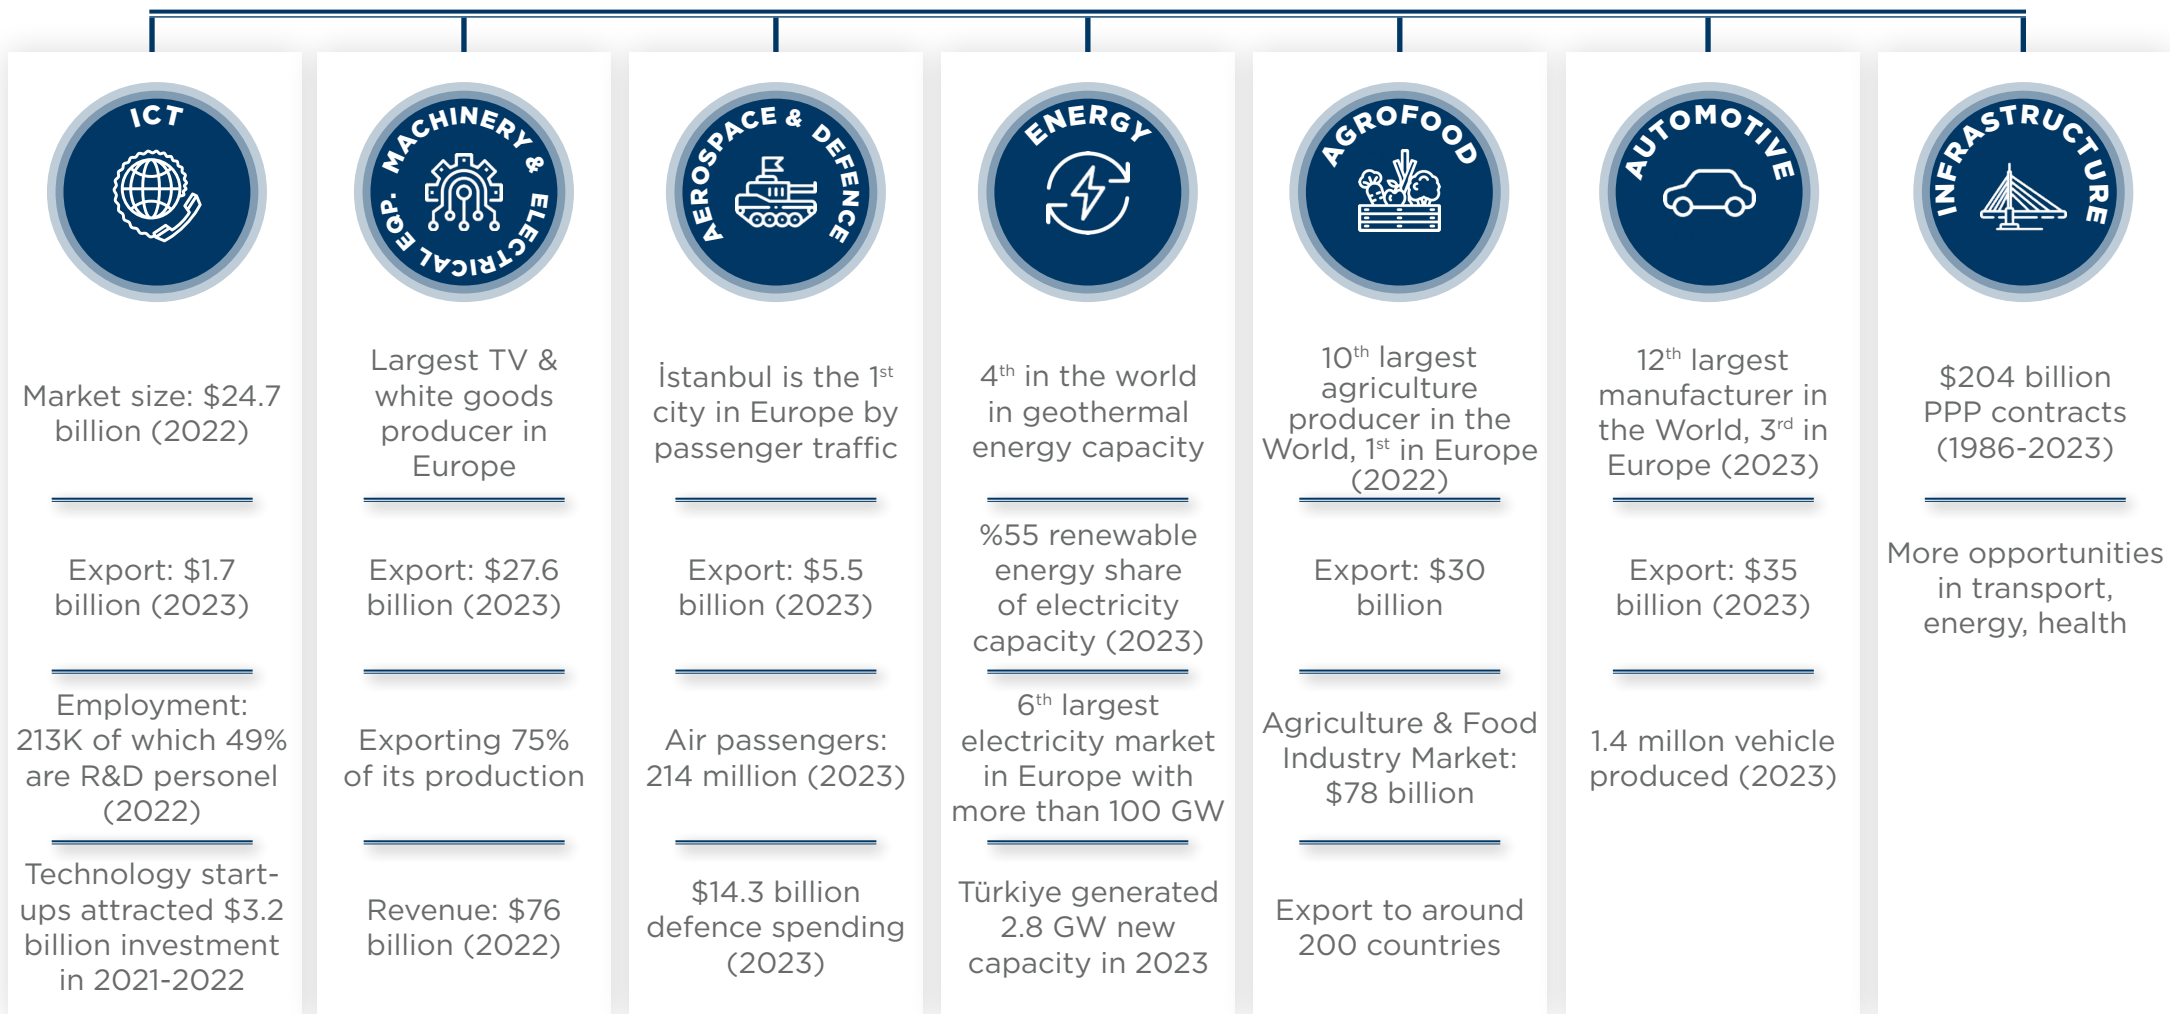 ICT
Market size: $24.7
billion (2022)
Export: $1.7
billion (2023)
Employment:
213K of which 49%
are R&D personel
(2022)
Technology start-
ups attracted $3.2
billion investment
in 2021-2022
MACHINERY & ELECTRICAL EQP.
Largest TV &
white goods
producer in
Europe
Export: $27.6
billion (2023)
Exporting 75%
of its production
Revenue: $76
billion (2022)
AEROSPACE & DEFENCE
İstanbul is the 1st
city in Europe by
passenger traffic
Export: $5.5
billion (2023)
Air passengers:
214 million (2023)
$14.3 billion
defence spending
(2023)
ENERGY
4th in the world
in geothermal
energy capacity
%55 renewable
energy share
of electricity
capacity (2023)
6th largest
electricity market
in Europe with
more than 100 GW
Türkiye generated
2.8 GW new
capacity in 2023
AGROFOOD
10th largest
agriculture
producer in the
World, 1st in Europe
(2022)
Export: $30
billion
Agriculture & Food
Industry Market:
$78 billion
Export to around
200 countries
AUTOMOTIVE
12th largest
manufacturer in
the World, 3rd in
Europe (2023)
Export: $35
billion (2023)
1.4 millon vehicle
produced (2023)
INFRASTRUCTURE
$204 billion
PPP contracts
(1986-2023)
More opportunities
in transport,
energy, health